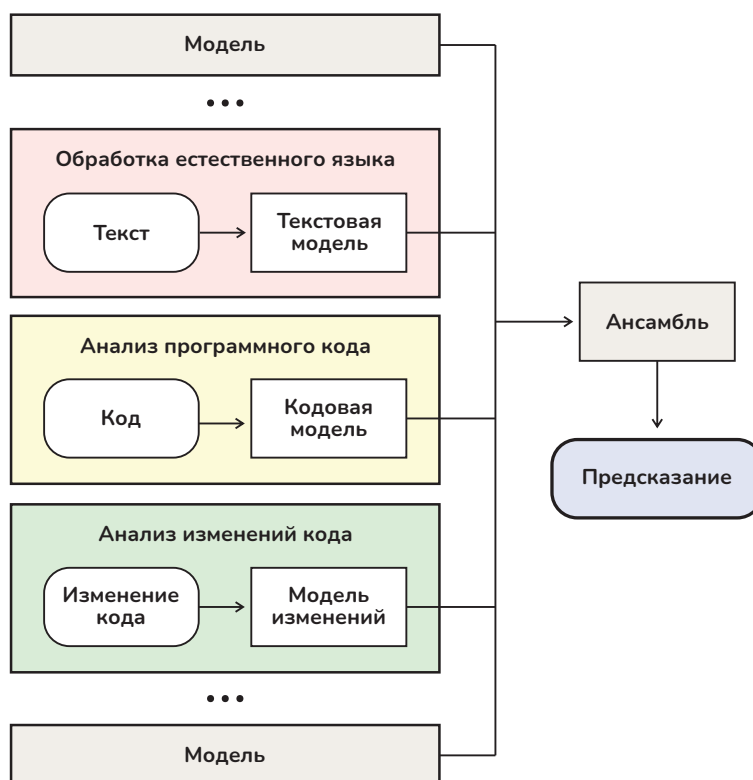 Модель
...
Обработка естественного языка
Текст
Текстовая
модель
Анализ программного кода
Код
Кодовая
модель
Анализ изменений кода
Изменение
кода
Модель
изменений
...
Модель
Ансамбль
Предсказание